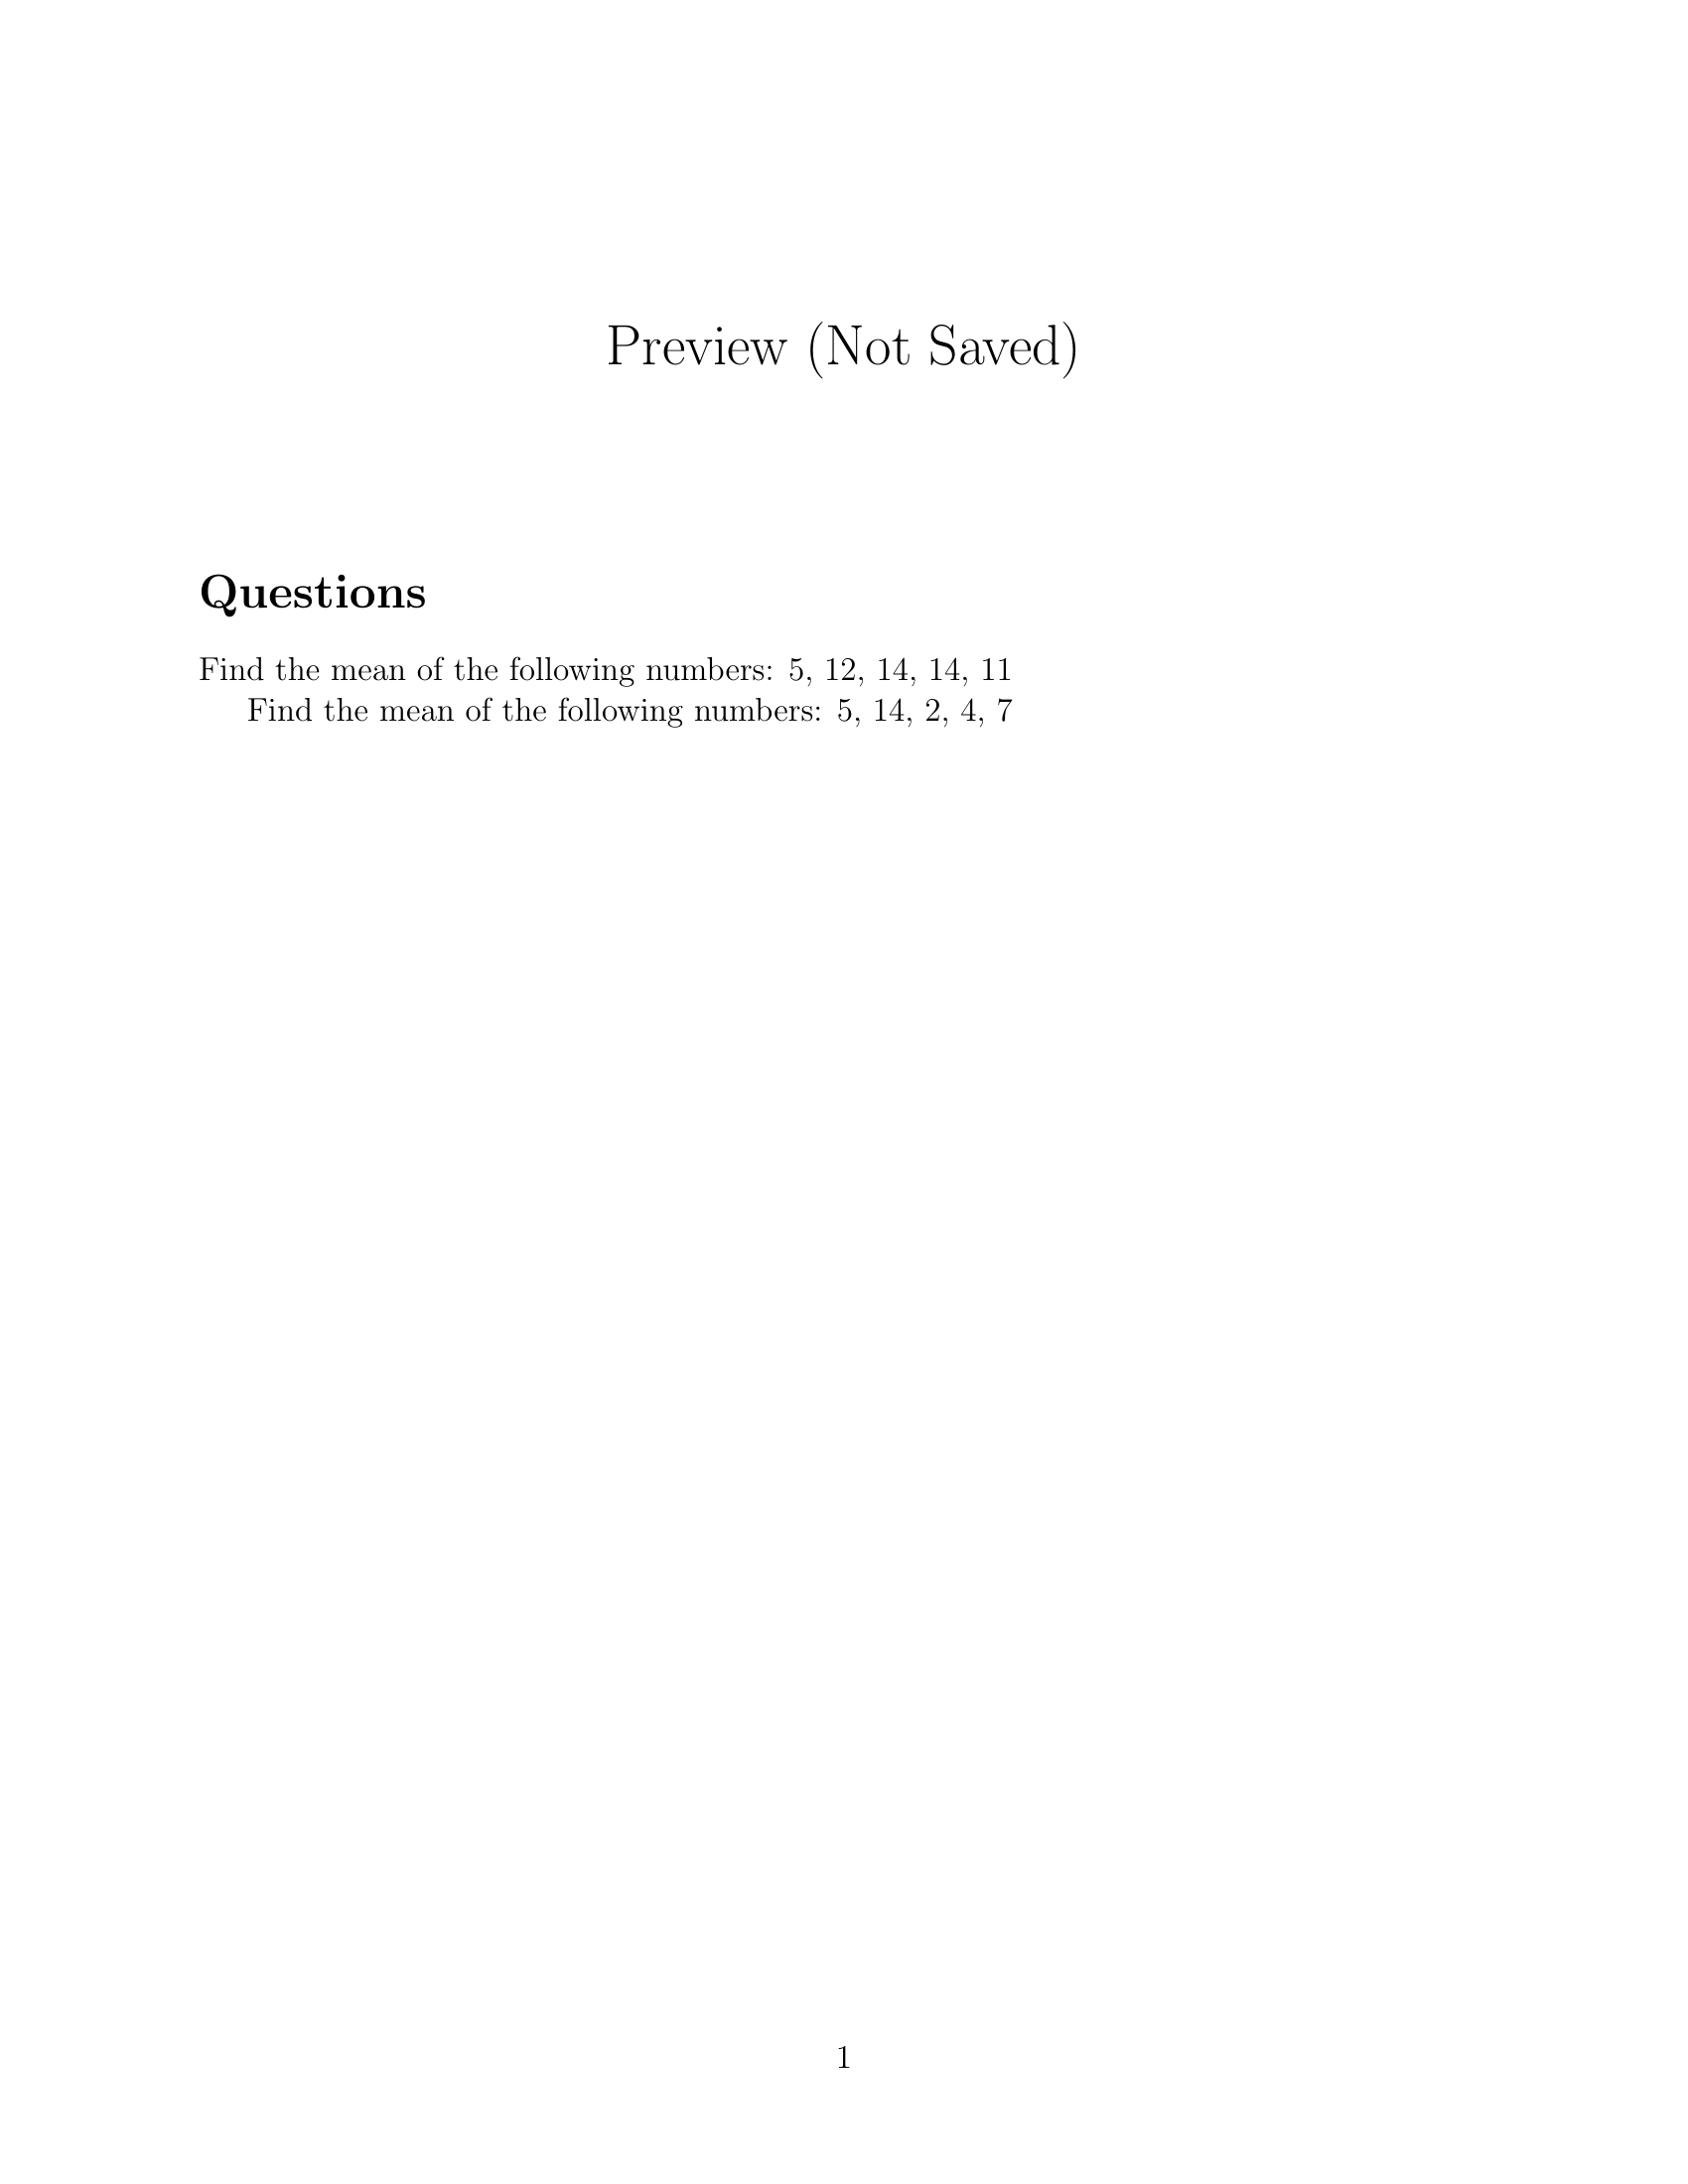 Preview (Not Saved)
Questions
Find the mean of the following numbers: 5, 12, 14, 14, 11
Find the mean of the following numbers: 5, 14, 2, 4, 7
1